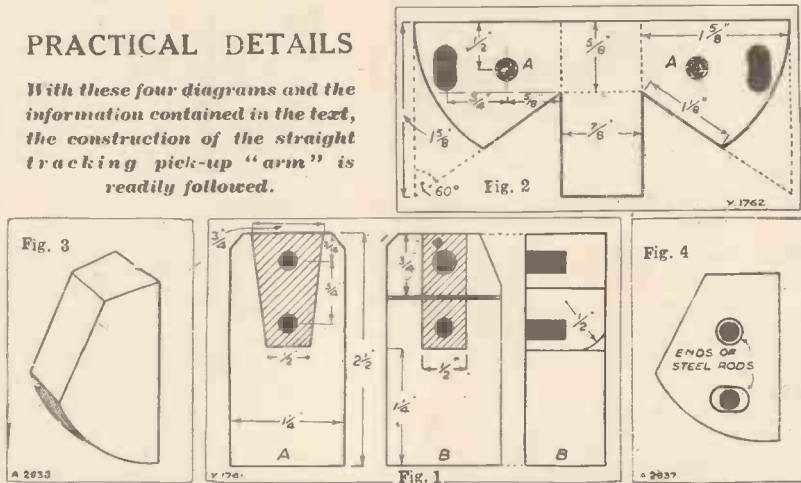 PRACTICAL DETAILS
With these four diagrams and the
information contained in the text,
the construction of the straight
tracking pick-up "arm" is
readily followed.
1/2"
5/8"
1 5/8"
A
A
3/4"
5/8"
1 1/8"
1 5/8"
7/8"
60°
Fig. 2
Y.1762
Fig. 3
A 2833
3/4"
3/4"
3/4"
1/2"
2 1/2"
1 1/4"
A
Y.176
3/4"
1/2"
1 1/4"
B
1/2"
B
Fig. 1
Fig. 4
ENDS OF
STEEL RODS
A 2837